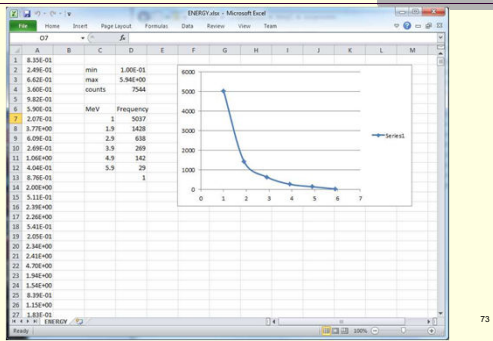 ENERGY.xlsx - Microsoft Excel
File Home Insert Page Layout Formulas Data Review View Team
O7 fx
A B C D E F G H I J K L M
1 8.35E-01
2 2.49E-01 min 1.00E-01
3 6.62E-01 max 5.94E+00
4 3.60E-01 counts 7544
5 9.82E-01
6 5.90E-01 MeV Frequency
7 2.07E-01 1 5037
8 3.77E+00 1.9 1428
9 6.09E-01 2.9 638
10 2.69E-01 3.9 269
11 1.06E+00 4.9 142
12 4.04E-01 5.9 29
13 8.76E-01 1
14 2.00E+00
15 5.11E-01
16 2.39E+00
17 2.26E+00
18 5.41E-01
19 2.05E-01
20 2.34E+00
21 2.41E+00
22 4.70E+00
23 1.94E+00
24 1.54E+00
25 8.39E-01
26 1.15E+00
27 1.83E-01
6000
5000
4000
3000
2000
1000
0
0 1 2 3 4 5 6 7
Series1
ENERGY
Ready 100%
73